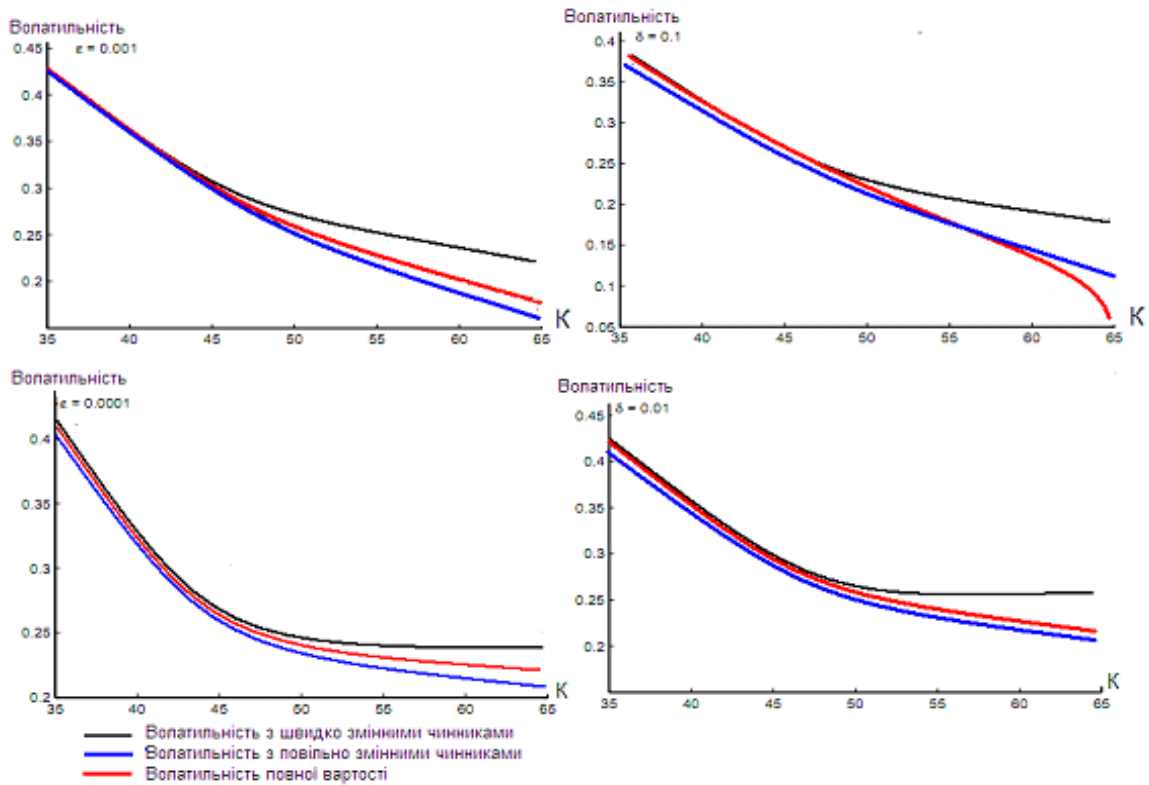 Волатильність
ε = 0.001
0.45
0.4
0.35
0.3
0.25
0.2
35 40 45 50 55 60 65
K
Волатильність
δ = 0.1
0.4
0.35
0.3
0.25
0.2
0.15
0.1
0.05
35 40 45 50 55 60 65
K
Волатильність
ε = 0.0001
0.4
0.35
0.3
0.25
0.2
35 40 45 50 55 60 65
K
Волатильність
δ = 0.01
0.45
0.4
0.35
0.3
0.25
0.2
35 40 45 50 55 60 65
K
Волатильність з швидко змінними чинниками
Волатильність з повільно змінними чинниками
Волатильність повної вартості